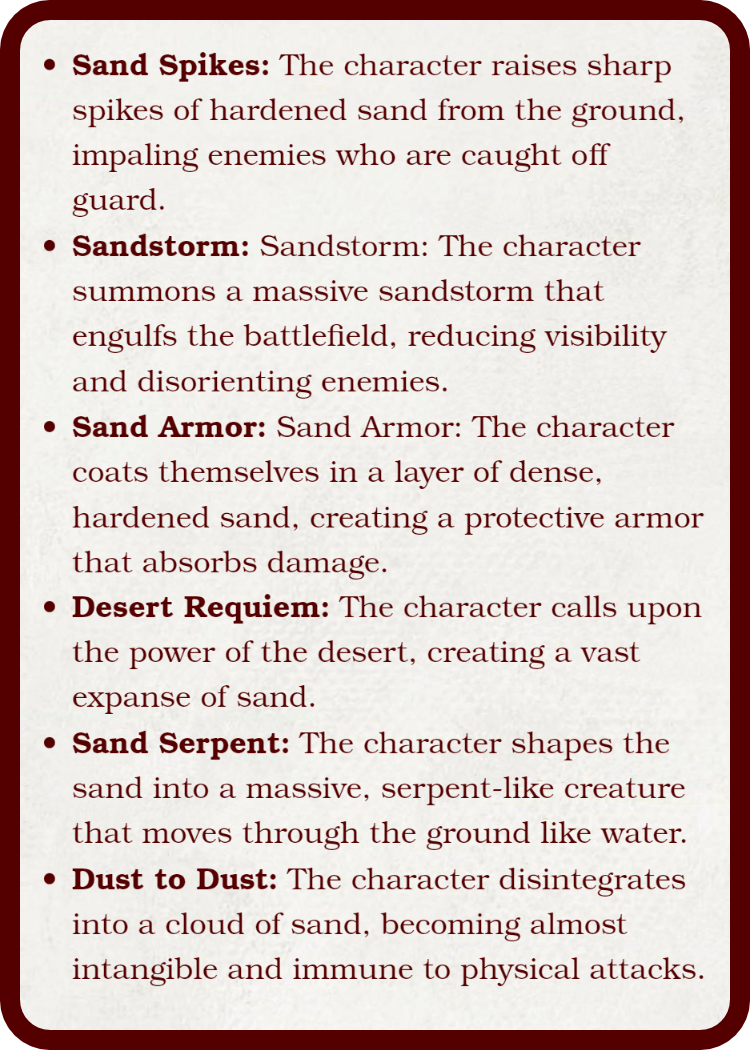 • Sand Spikes: The character raises sharp
spikes of hardened sand from the ground,
impaling enemies who are caught off
guard.
• Sandstorm: Sandstorm: The character
summons a massive sandstorm that
engulfs the battlefield, reducing visibility
and disorienting enemies.
• Sand Armor: Sand Armor: The character
coats themselves in a layer of dense,
hardened sand, creating a protective armor
that absorbs damage.
• Desert Requiem: The character calls upon
the power of the desert, creating a vast
expanse of sand.
• Sand Serpent: The character shapes the
sand into a massive, serpent-like creature
that moves through the ground like water.
• Dust to Dust: The character disintegrates
into a cloud of sand, becoming almost
intangible and immune to physical attacks.